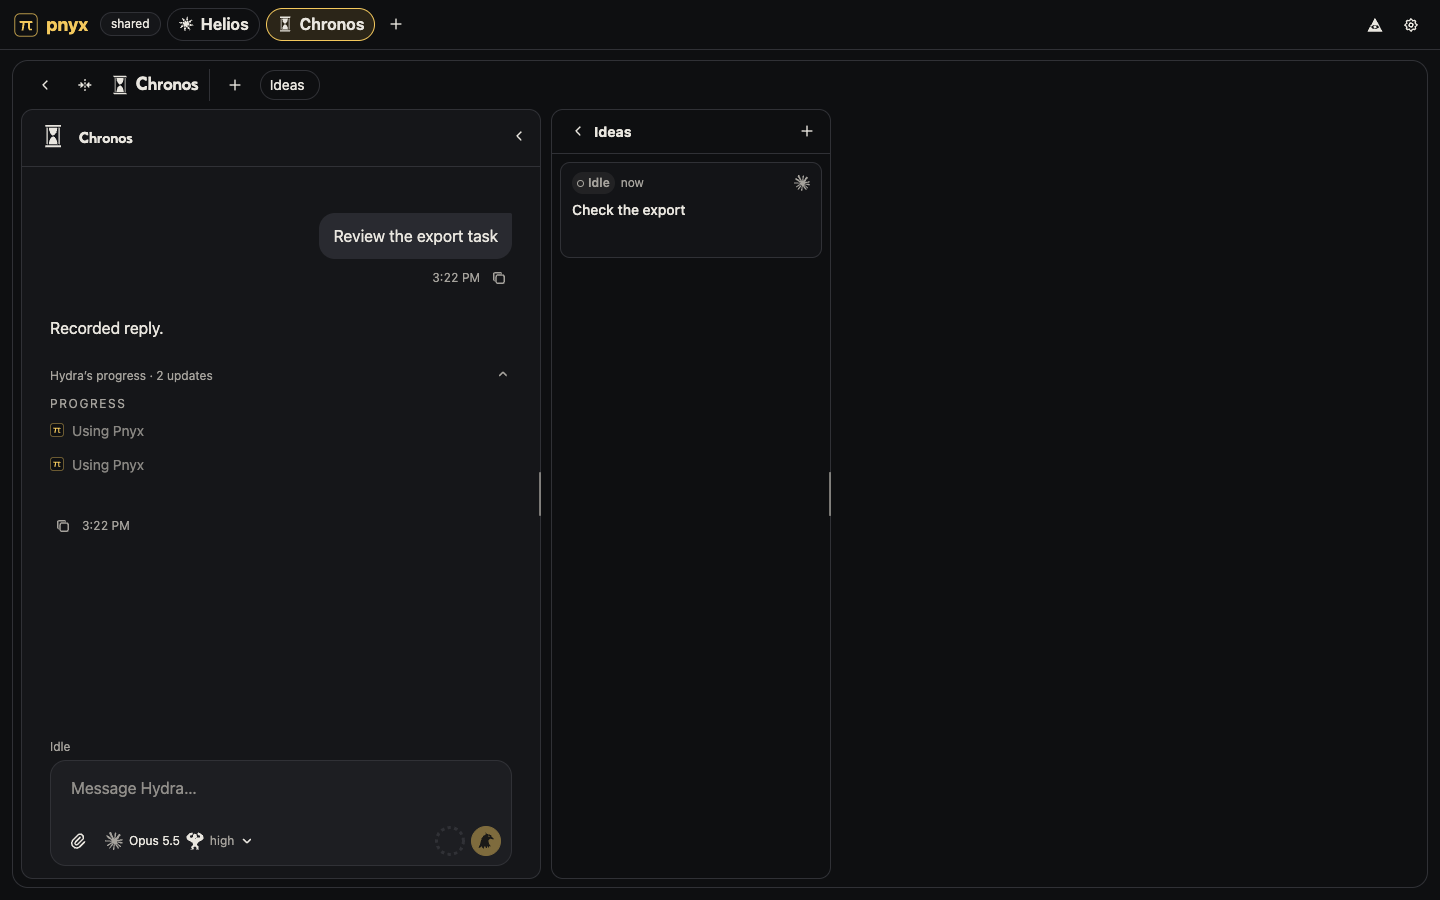 π pnyx shared Helios Chronos
Chronos Ideas
Chronos
Review the export task
3:22 PM
Recorded reply.
Hydra's progress · 2 updates
PROGRESS
π Using Pnyx
π Using Pnyx
3:22 PM
Idle
Message Hydra...
Opus 5.5 high
Ideas
Idle now
Check the export